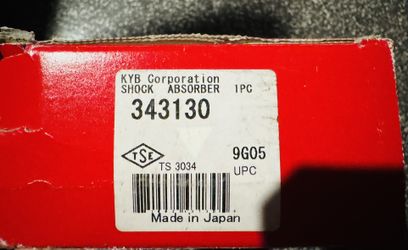 KYB Corporation
SHOCK ABSORBER 1PC
343130
TSE
TS 3034
9G05
UPC
Made in Japan